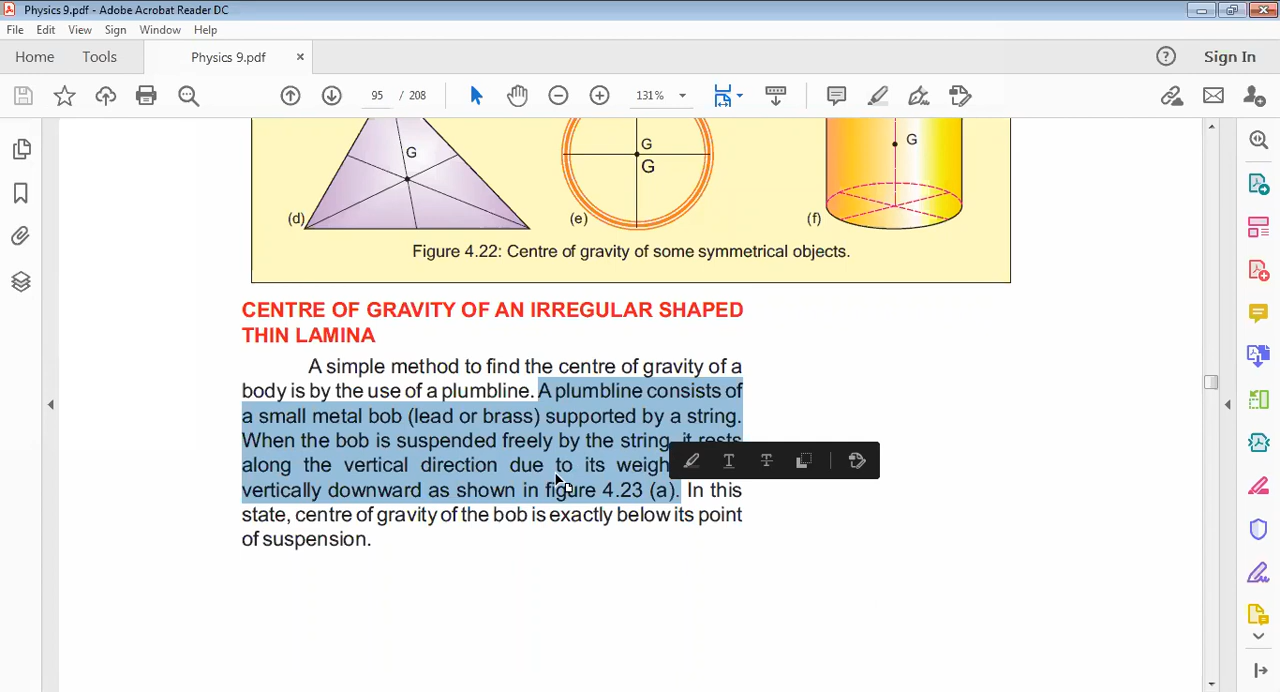 Physics 9.pdf - Adobe Acrobat Reader DC
File Edit View Sign Window Help
Home Tools Physics 9.pdf × ? Sign In
95 / 208 131%
G G G G
(d) (e) (f)
Figure 4.22: Centre of gravity of some symmetrical objects.
CENTRE OF GRAVITY OF AN IRREGULAR SHAPED
THIN LAMINA
A simple method to find the centre of gravity of a
body is by the use of a plumbline. A plumbline consists of
a small metal bob (lead or brass) supported by a string.
When the bob is suspended freely by the string, it rests
along the vertical direction due to its weigh
vertically downward as shown in figure 4.23 (a). In this
state, centre of gravity of the bob is exactly below its point
of suspension.